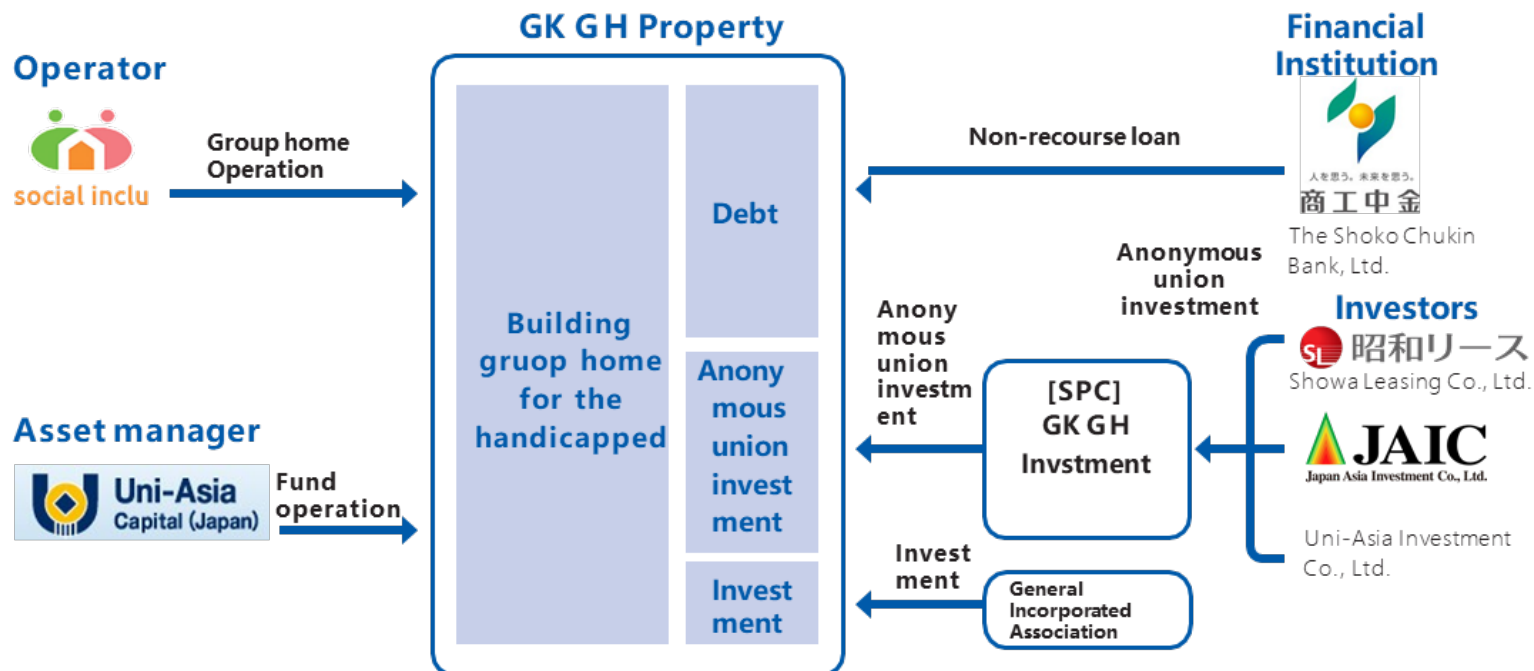 GK GH Property
Operator
social inclu
Group home
Operation
Asset manager
Uni-Asia
Capital (Japan)
Fund
operation
Building
gruop home
for the
handicapped
Debt
Anony
mous
union
invest
ment
Invest
ment
Non-recourse loan
Anony
mous
union
investm
ent
Invest
ment
[SPC]
GK GH
Invstment
General
Incorporated
Association
Anonymous
union
investment
Financial
Institution
人を思う。未来を思う。
商工中金
The Shoko Chukin
Bank, Ltd.
Investors
SL 昭和リース
Showa Leasing Co., Ltd.
JAIC
Japan Asia Investment Co., Ltd.
Uni-Asia Investment
Co., Ltd.